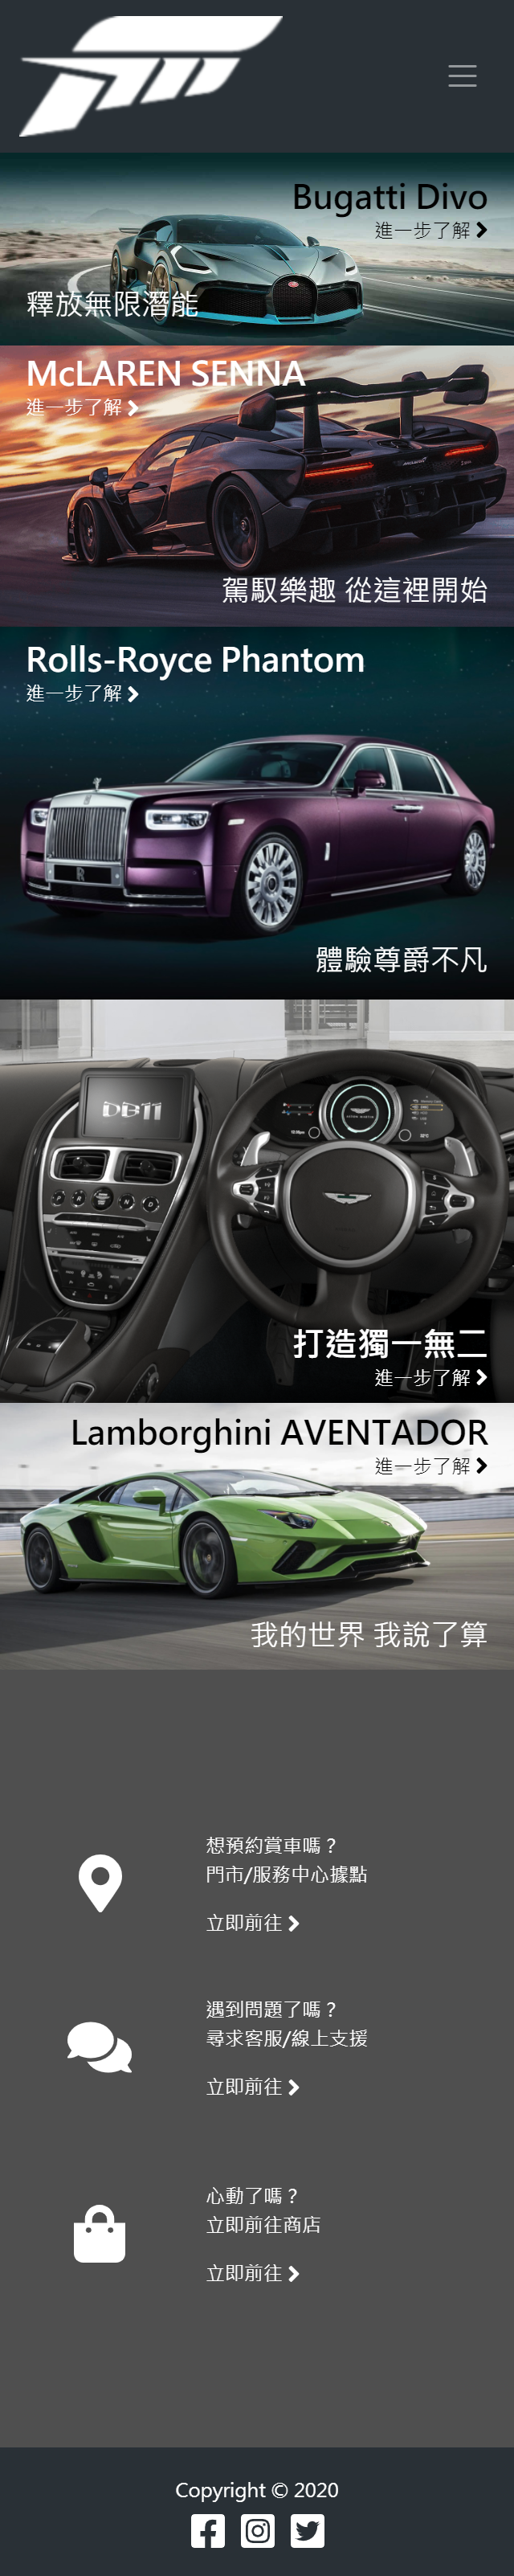 Bugatti Divo
進一步了解
釋放無限潛能
McLAREN SENNA
進一步了解
駕馭樂趣 從這裡開始
Rolls-Royce Phantom
進一步了解
體驗尊爵不凡
DB11
P R N D
打造獨一無二
進一步了解
Lamborghini AVENTADOR
進一步了解
我的世界 我說了算
想預約賞車嗎？
門市/服務中心據點
立即前往
遇到問題了嗎？
尋求客服/線上支援
立即前往
心動了嗎？
立即前往商店
立即前往
Copyright © 2020